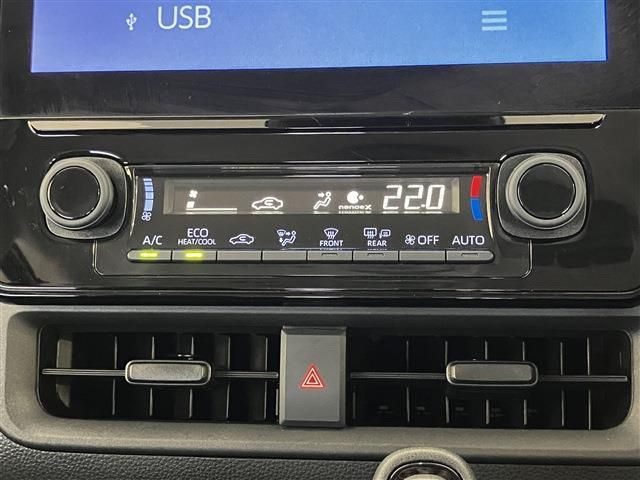 USB
nanoeX 22.0
A/C ECO HEAT/COOL FRONT REAR OFF AUTO